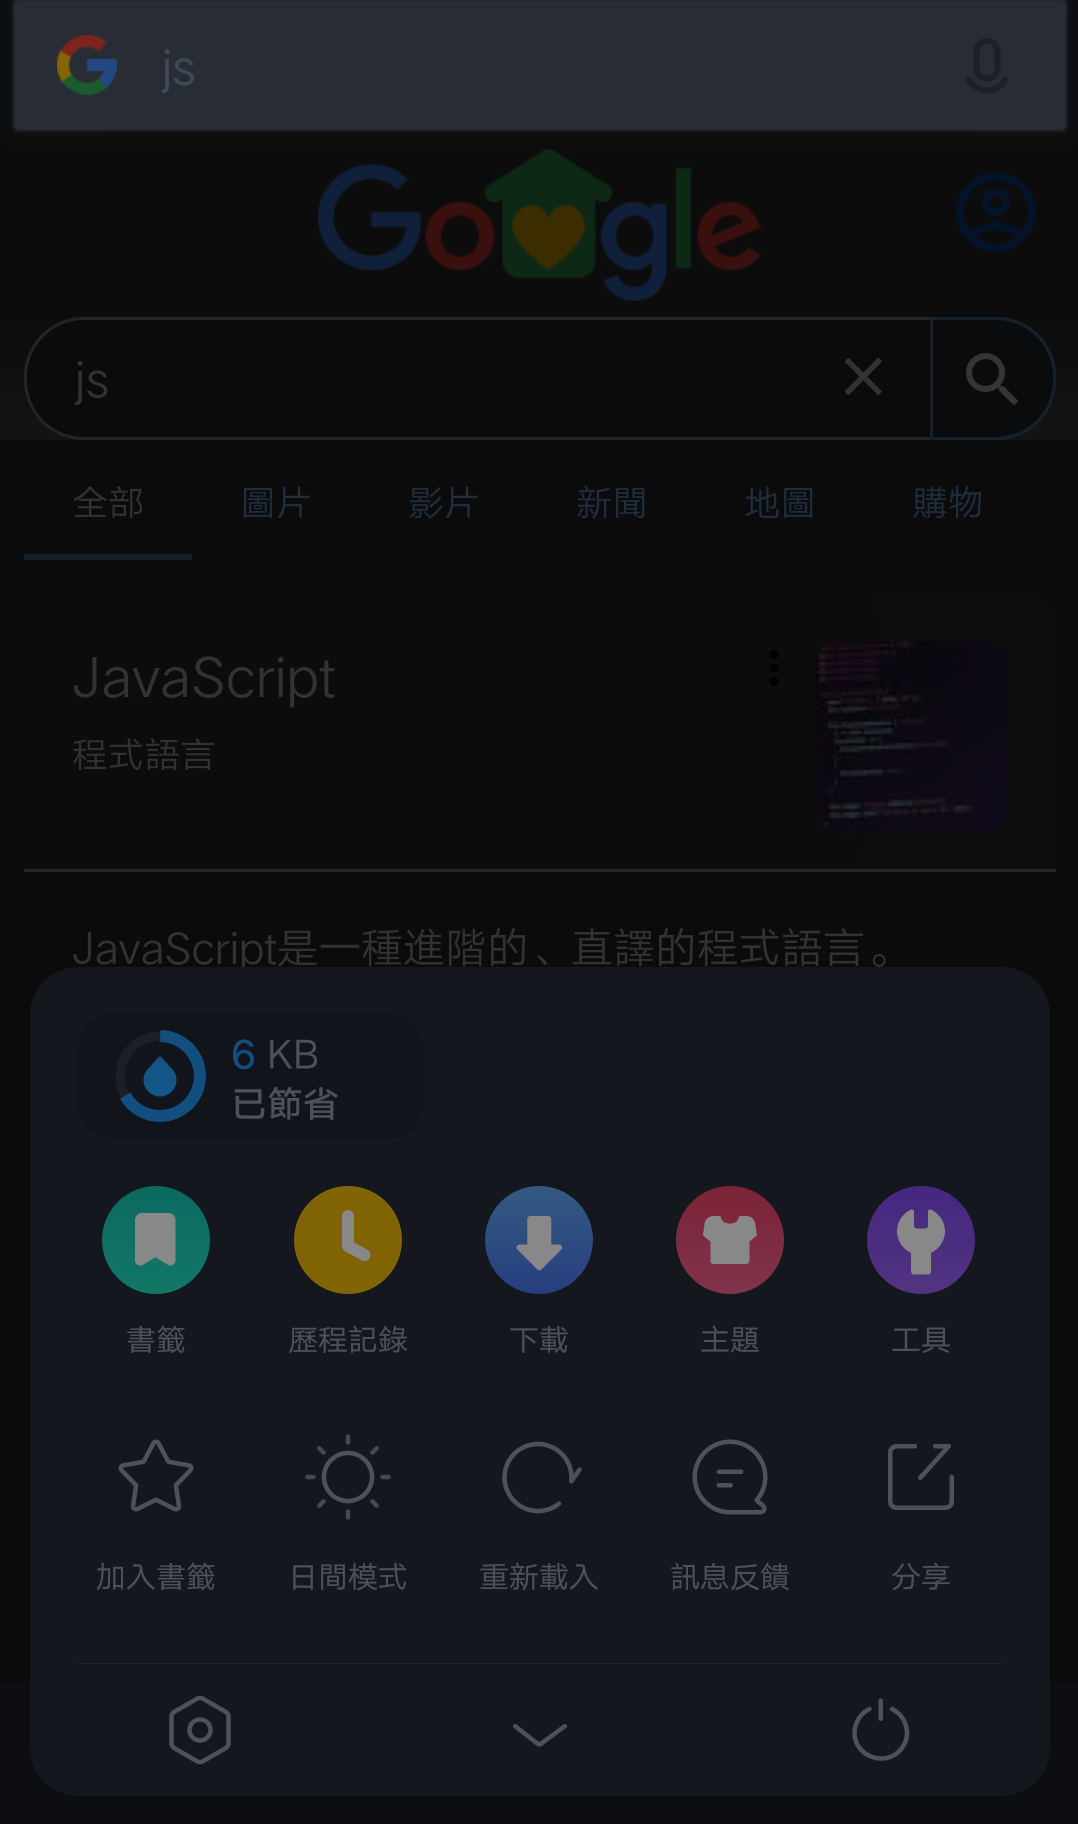 js
Google
js
全部 圖片 影片 新聞 地圖 購物
JavaScript
程式語言
JavaScript是一種進階的、直譯的程式語言。
6 KB
已節省
書籤 歷程記錄 下載 主題 工具
加入書籤 日間模式 重新載入 訊息反饋 分享